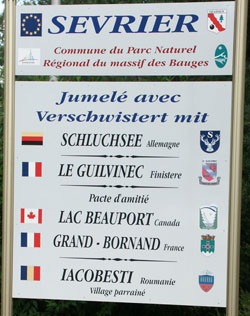 SEVRIER
Commune du Parc Naturel
Régional du massif des Bauges
Jumelé avec
Verschwistert mit
SCHLUCHSEE Allemagne
LE GUILVINEC Finistere
Pacte d'amitié
LAC BEAUPORT Canada
GRAND - BORNAND France
IACOBESTI Roumanie
Village parrainé